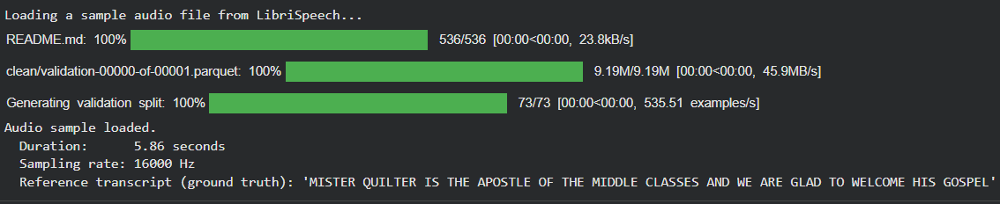 Loading a sample audio file from LibriSpeech...
README.md: 100% 536/536 [00:00<00:00, 23.8kB/s]
clean/validation-00000-of-00001.parquet: 100% 9.19M/9.19M [00:00<00:00, 45.9MB/s]
Generating validation split: 100% 73/73 [00:00<00:00, 535.51 examples/s]
Audio sample loaded.
Duration: 5.86 seconds
Sampling rate: 16000 Hz
Reference transcript (ground truth): 'MISTER QUILTER IS THE APOSTLE OF THE MIDDLE CLASSES AND WE ARE GLAD TO WELCOME HIS GOSPEL'